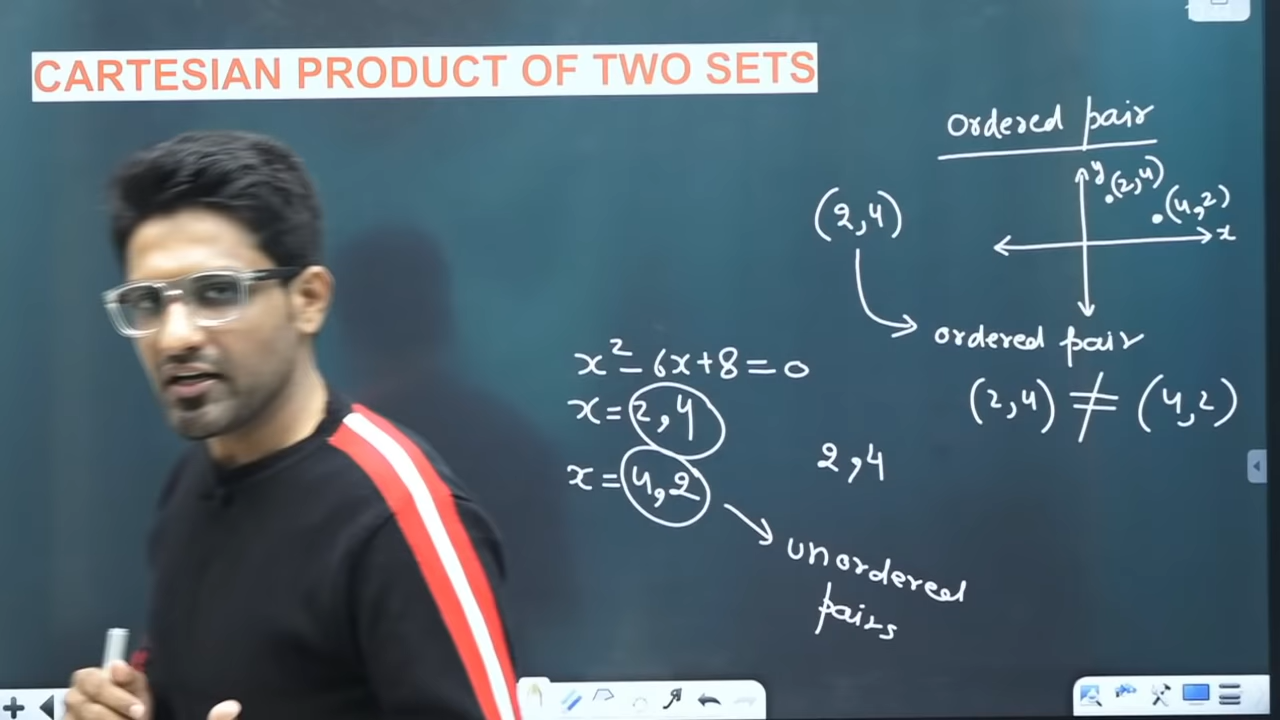 CARTESIAN PRODUCT OF TWO SETS
Ordered pair
y
(2,4)
(4,2)
x
(2,4)
ordered pair
(2,4) ≠ (4,2)
x² - 6x + 8 = 0
x = 2,4
x = 4,2
2,4
unordered
pairs